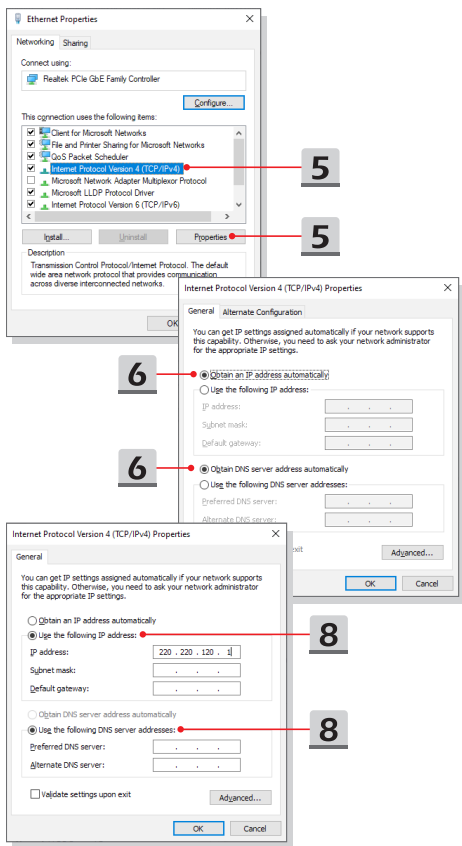 Ethernet Properties
Networking
Sharing
Connect using:
Realtek PCIe GbE Family Controller
Configure...
This connection uses the following items:
Client for Microsoft Networks
File and Printer Sharing for Microsoft Networks
QoS Packet Scheduler
Internet Protocol Version 4 (TCP/IPv4)
Microsoft Network Adapter Multiplexor Protocol
Microsoft LLDP Protocol Driver
Internet Protocol Version 6 (TCP/IPv6)
5
Install...
Uninstall
Properties
5
Description
Transmission Control Protocol/Internet Protocol. The default
wide area network protocol that provides communication
across diverse interconnected networks.
OK
Internet Protocol Version 4 (TCP/IPv4) Properties
General
Alternate Configuration
You can get IP settings assigned automatically if your network supports
this capability. Otherwise, you need to ask your network administrator
for the appropriate IP settings.
6
Obtain an IP address automatically
Use the following IP address:
IP address:
Subnet mask:
Default gateway:
6
Obtain DNS server address automatically
Use the following DNS server addresses:
Preferred DNS server:
Alternate DNS server:
exit
Advanced...
OK
Cancel
Internet Protocol Version 4 (TCP/IPv4) Properties
General
You can get IP settings assigned automatically if your network supports
this capability. Otherwise, you need to ask your network administrator
for the appropriate IP settings.
Obtain an IP address automatically
Use the following IP address:
8
IP address:
220 . 220 . 120 . 1
Subnet mask:
Default gateway:
Obtain DNS server address automatically
Use the following DNS server addresses:
8
Preferred DNS server:
Alternate DNS server:
Validate settings upon exit
Advanced...
OK
Cancel